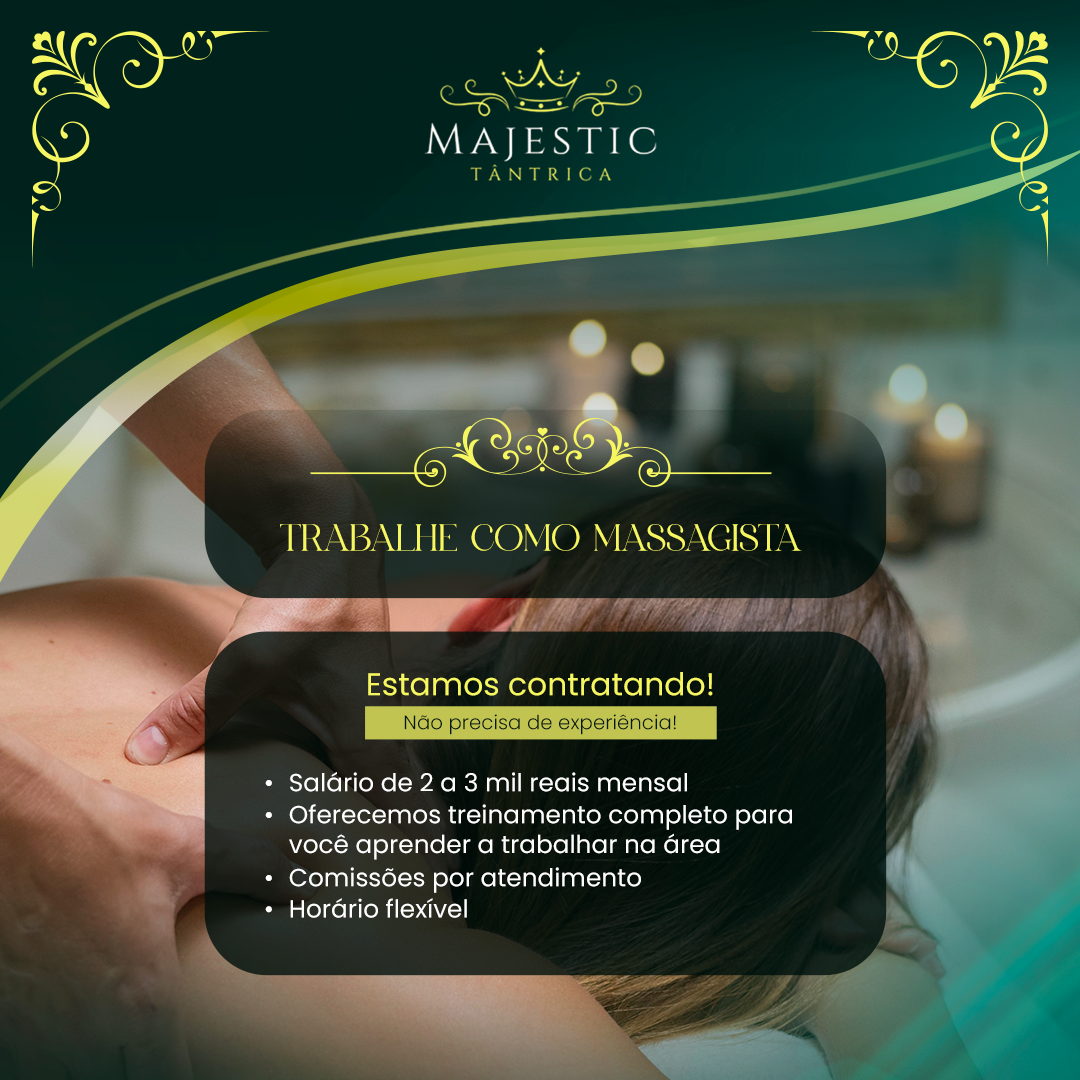 MAJESTIC
TÂNTRICA
TRABALHE COMO MASSAGISTA
Estamos contratando!
Não precisa de experiência!
• Salário de 2 a 3 mil reais mensal
• Oferecemos treinamento completo para
você aprender a trabalhar na área
• Comissões por atendimento
• Horário flexível